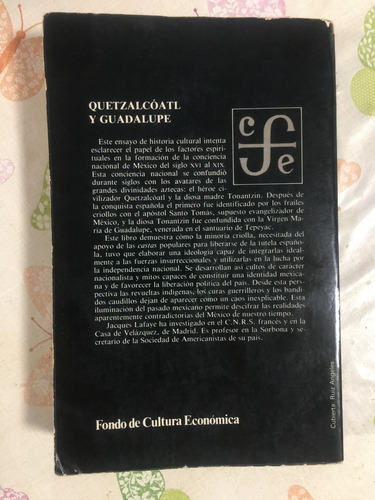 QUETZALCÓATL
Y GUADALUPE
c f e
Este ensayo de historia cultural intenta
esclarecer el papel de los factores espiri-
tuales en la formación de la conciencia
nacional de México del siglo XVI al XIX.
Esta conciencia nacional se confundió
durante siglos con los avatares de las
grandes divinidades aztecas: el héroe ci-
vilizador Quetzalcóatl y la diosa madre Tonantzin. Después de
la conquista española el primero fue identificado por los frailes
criollos con el apóstol Santo Tomás, supuesto evangelizador de
México, y la diosa Tonantzin fue confundida con la Virgen Ma-
ría de Guadalupe, venerada en el santuario de Tepeyac.
Este libro demuestra cómo la minoría criolla, necesitada del
apoyo de las castas populares para liberarse de la tutela españo-
la, tuvo que elaborar una ideología capaz de integrarlas ideal-
mente a las fuerzas insurreccionales y utilizarlas en la lucha por
la independencia nacional. Se desarrollan así cultos de carácter
nacionalista y mitos capaces de constituir una identidad mexica-
na y de favorecer la liberación política del país. Desde esta pers-
pectiva las revueltas indígenas, los curas guerrilleros y los bandi-
dos caudillos dejan de aparecer como un caos inexplicable. Esta
iluminación del pasado mexicano permite descifrar las realidades
aparentemente contradictorias del México de nuestro tiempo.
Jacques Lafaye ha investigado en el C.N.R.S. francés y en la
Casa de Velázquez, de Madrid. Es profesor en la Sorbona y se-
cretario de la Sociedad de Americanistas de su país.
Fondo de Cultura Económica
Cubierta: Ruiz Angeles